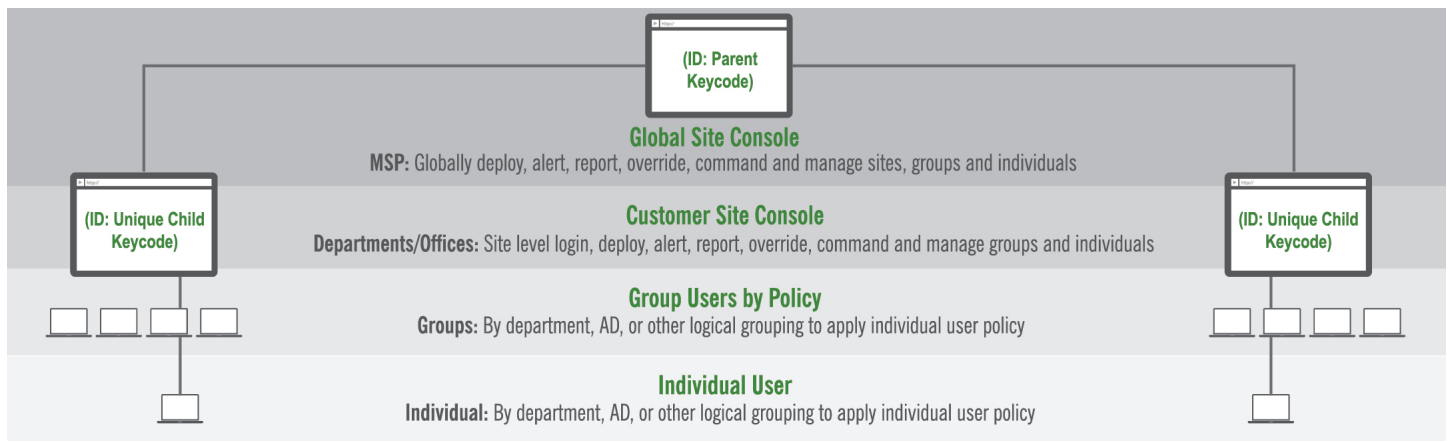 http://
(ID: Parent
Keycode)
Global Site Console
MSP: Globally deploy, alert, report, override, command and manage sites, groups and individuals
http://
(ID: Unique Child
Keycode)
http://
(ID: Unique Child
Keycode)
Customer Site Console
Departments/Offices: Site level login, deploy, alert, report, override, command and manage groups and individuals
Group Users by Policy
Groups: By department, AD, or other logical grouping to apply individual user policy
Individual User
Individual: By department, AD, or other logical grouping to apply individual user policy